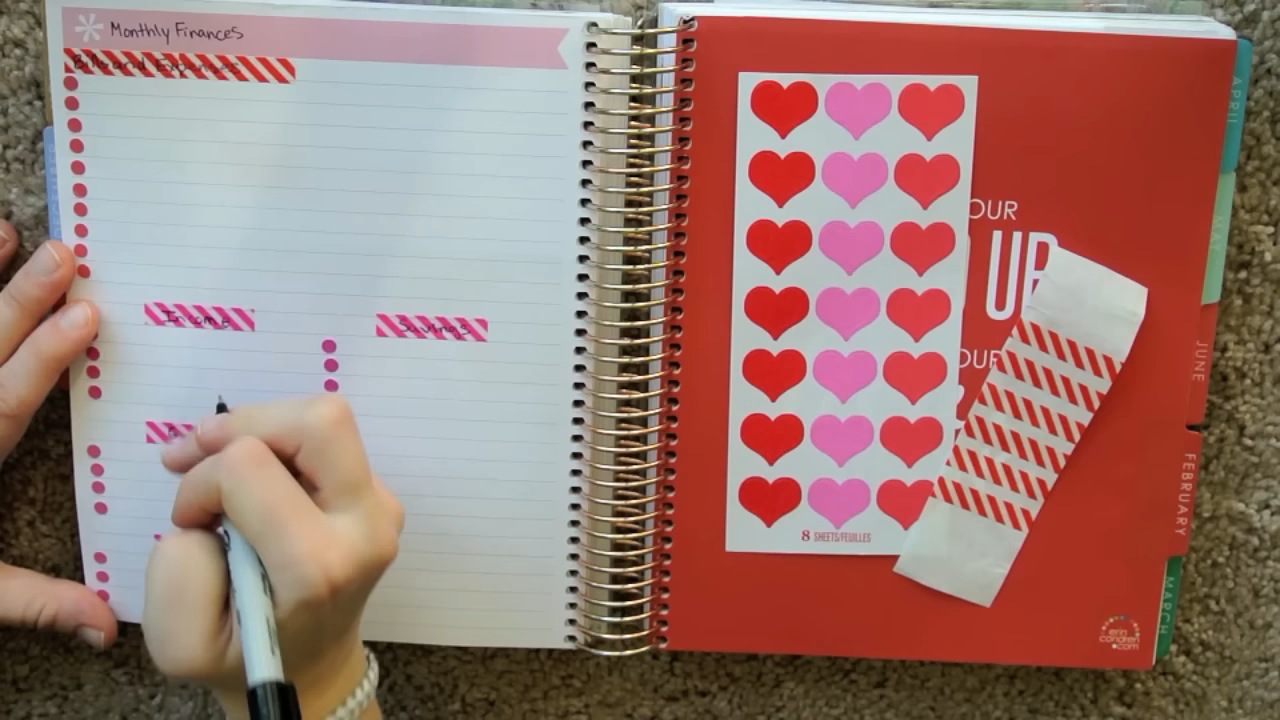 Monthly Finances
Bills and Expenses
Income
Savings
OUR
UP
OUR
8 SHEETS/FEUILLES
APRIL
JUNE
FEBRUARY
MARCH
erin
condren
.com